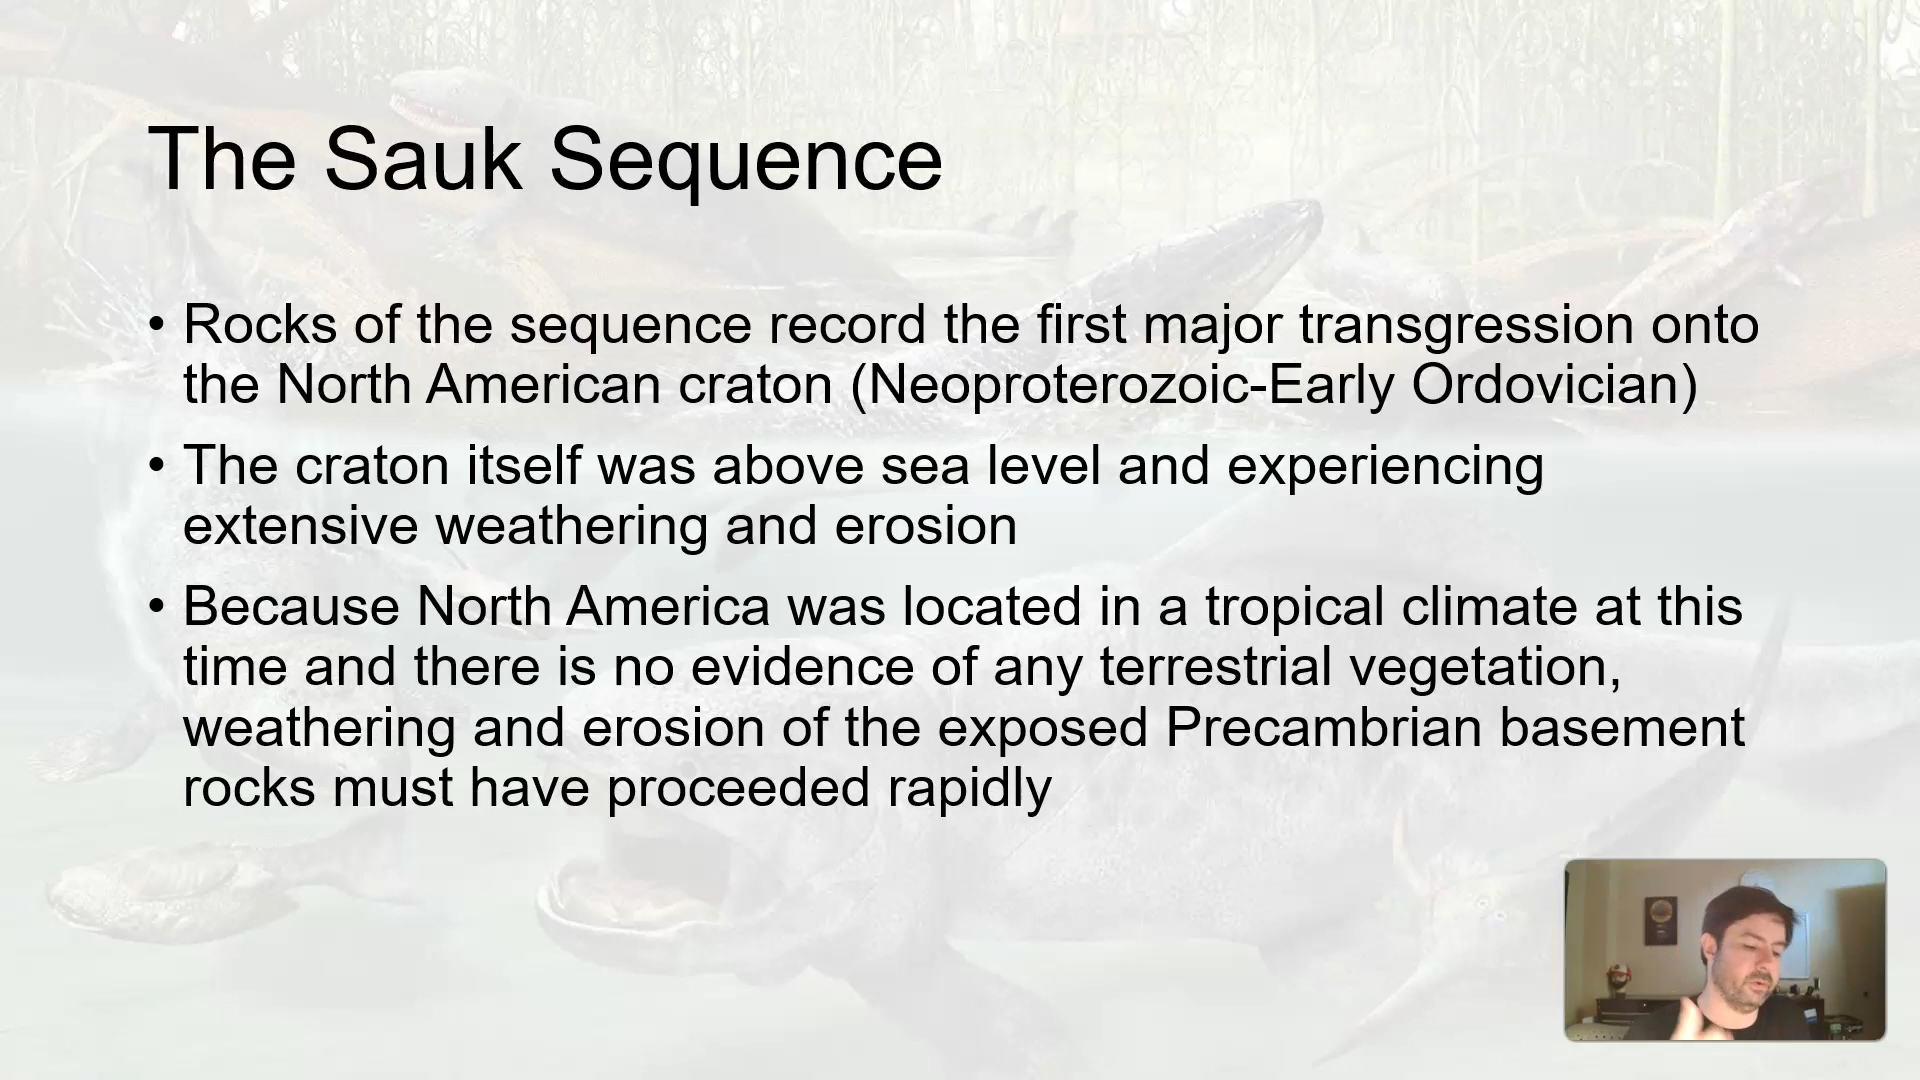 The Sauk Sequence
• Rocks of the sequence record the first major transgression onto
the North American craton (Neoproterozoic-Early Ordovician)
• The craton itself was above sea level and experiencing
extensive weathering and erosion
• Because North America was located in a tropical climate at this
time and there is no evidence of any terrestrial vegetation,
weathering and erosion of the exposed Precambrian basement
rocks must have proceeded rapidly